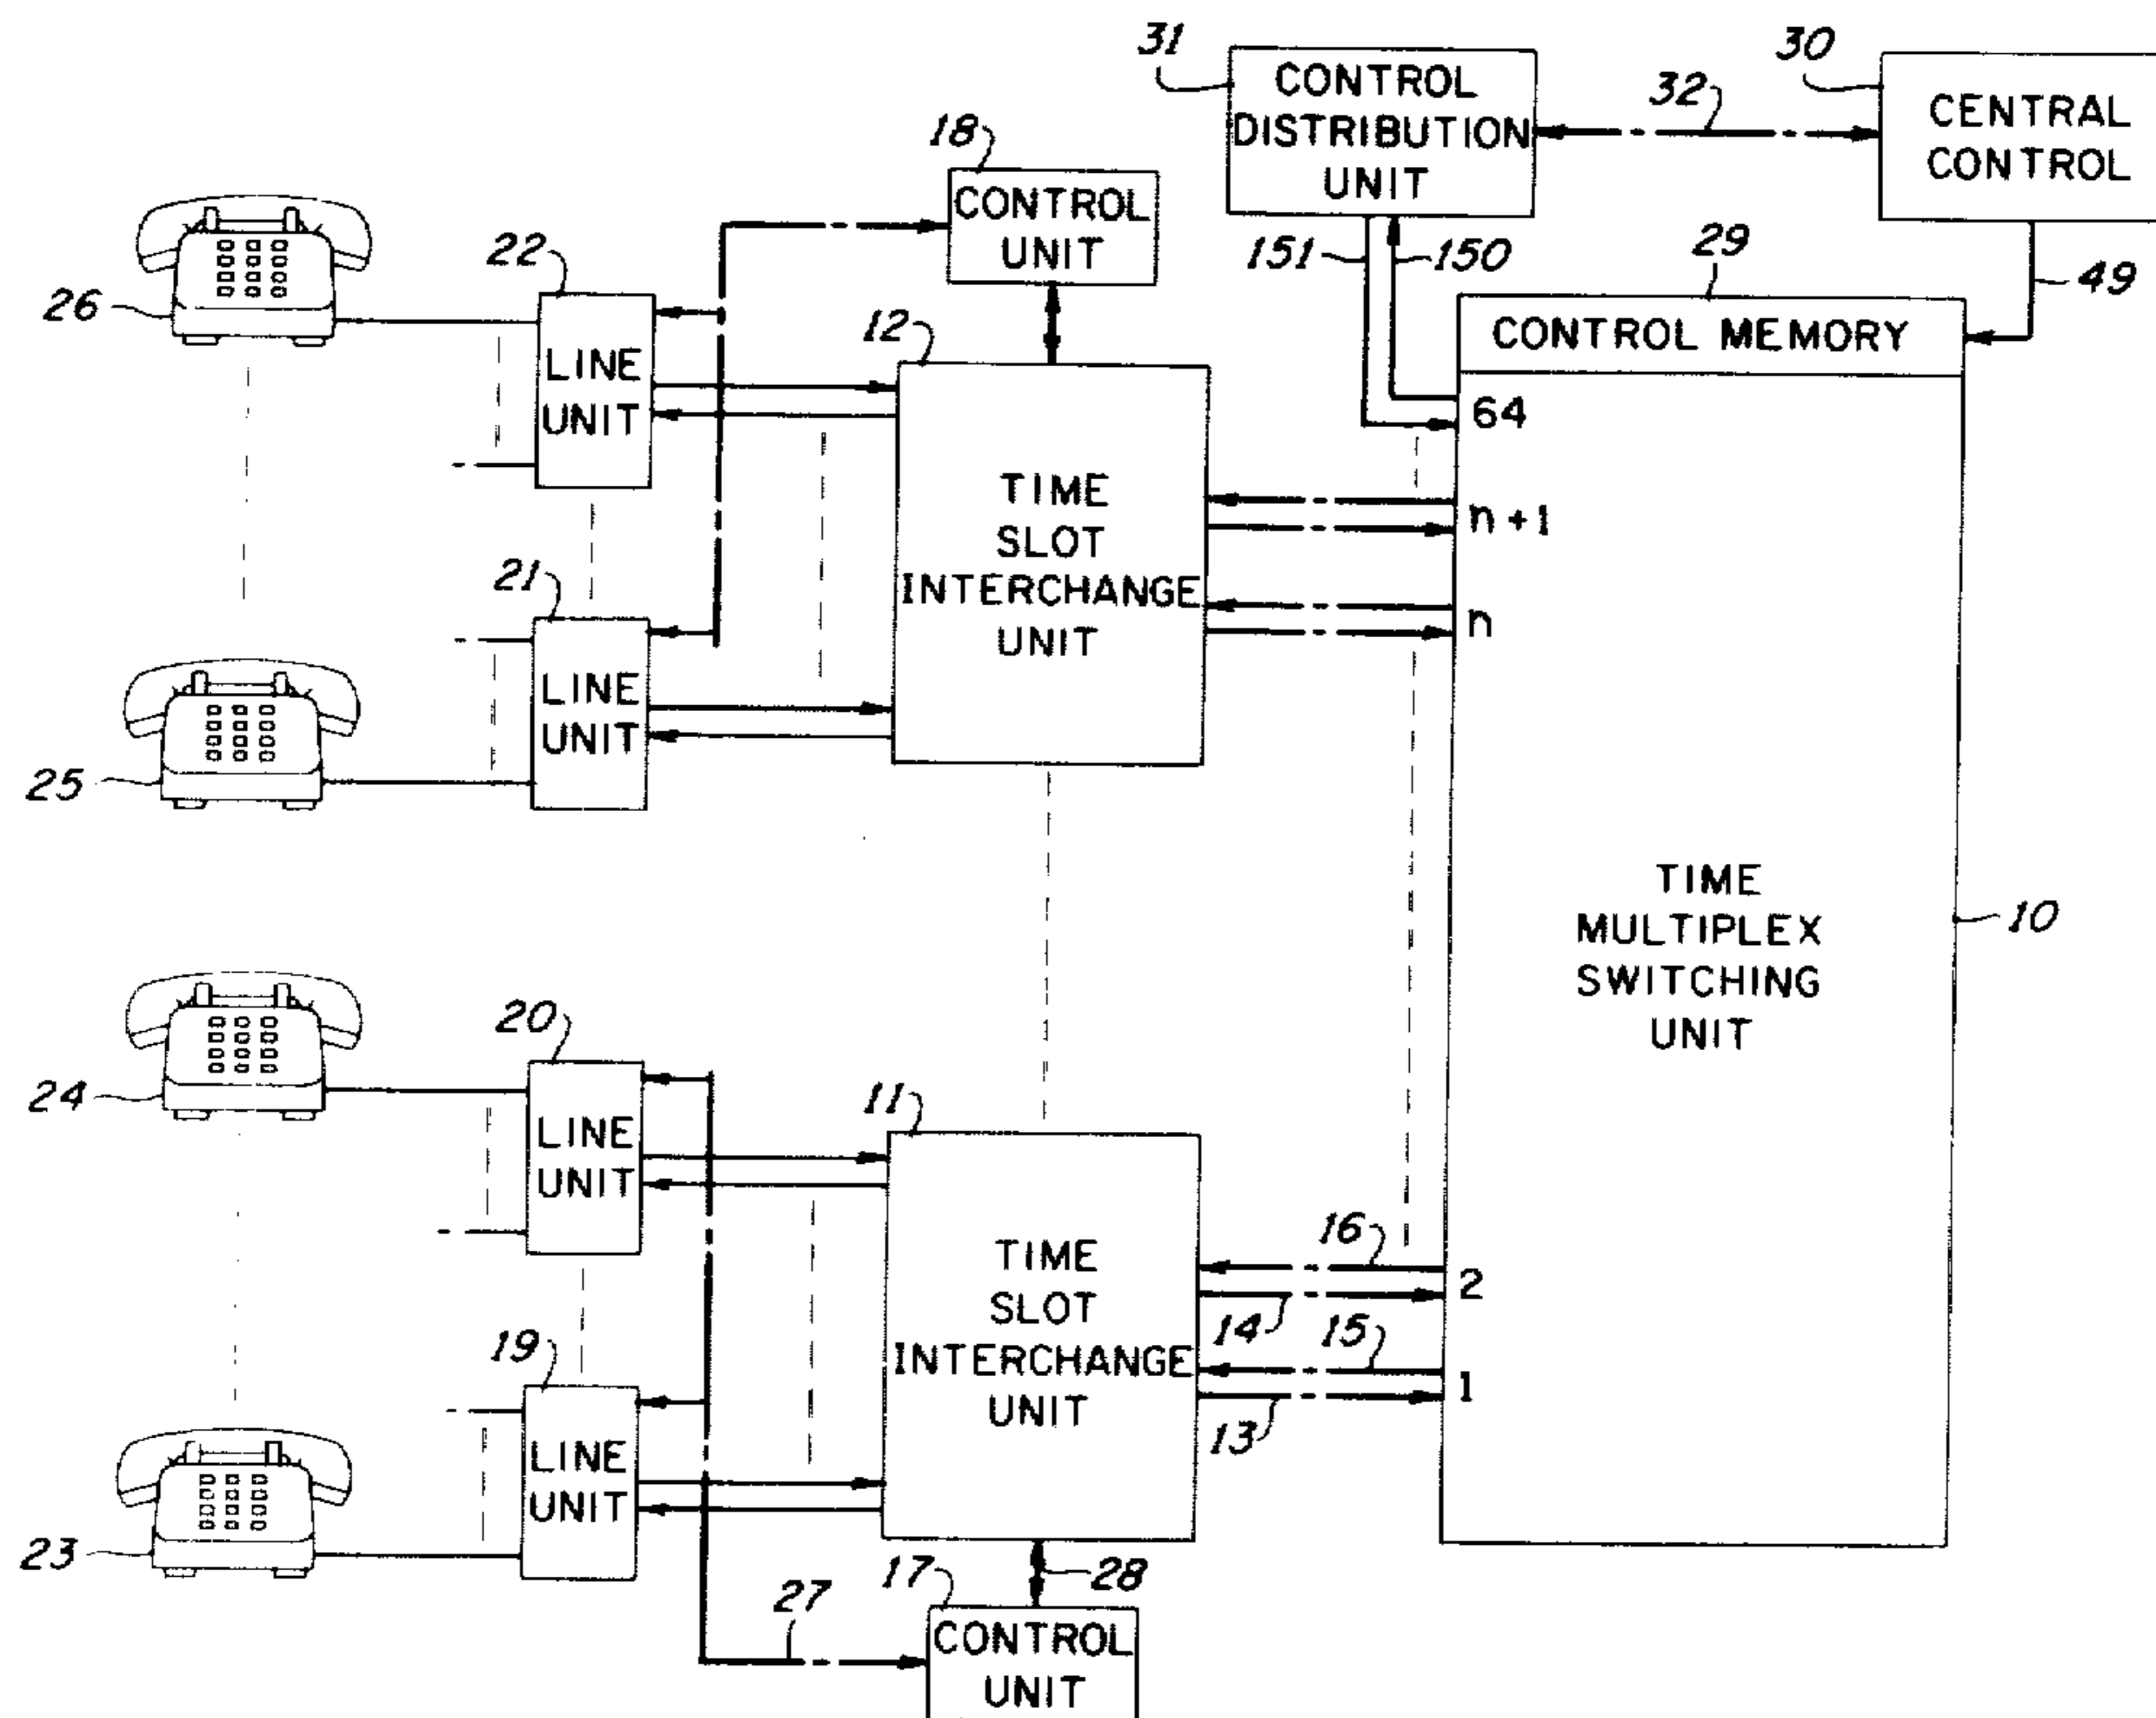 31
CONTROL
DISTRIBUTION
UNIT
32
30
CENTRAL
CONTROL
18
CONTROL
UNIT
151
150
29
49
CONTROL MEMORY
26
22
LINE
UNIT
12
TIME
SLOT
INTERCHANGE
UNIT
64
n+1
n
25
21
LINE
UNIT
TIME
MULTIPLEX
SWITCHING
UNIT
10
24
20
LINE
UNIT
11
TIME
SLOT
INTERCHANGE
UNIT
16
2
14
15
1
13
23
19
LINE
UNIT
27
17
28
CONTROL
UNIT